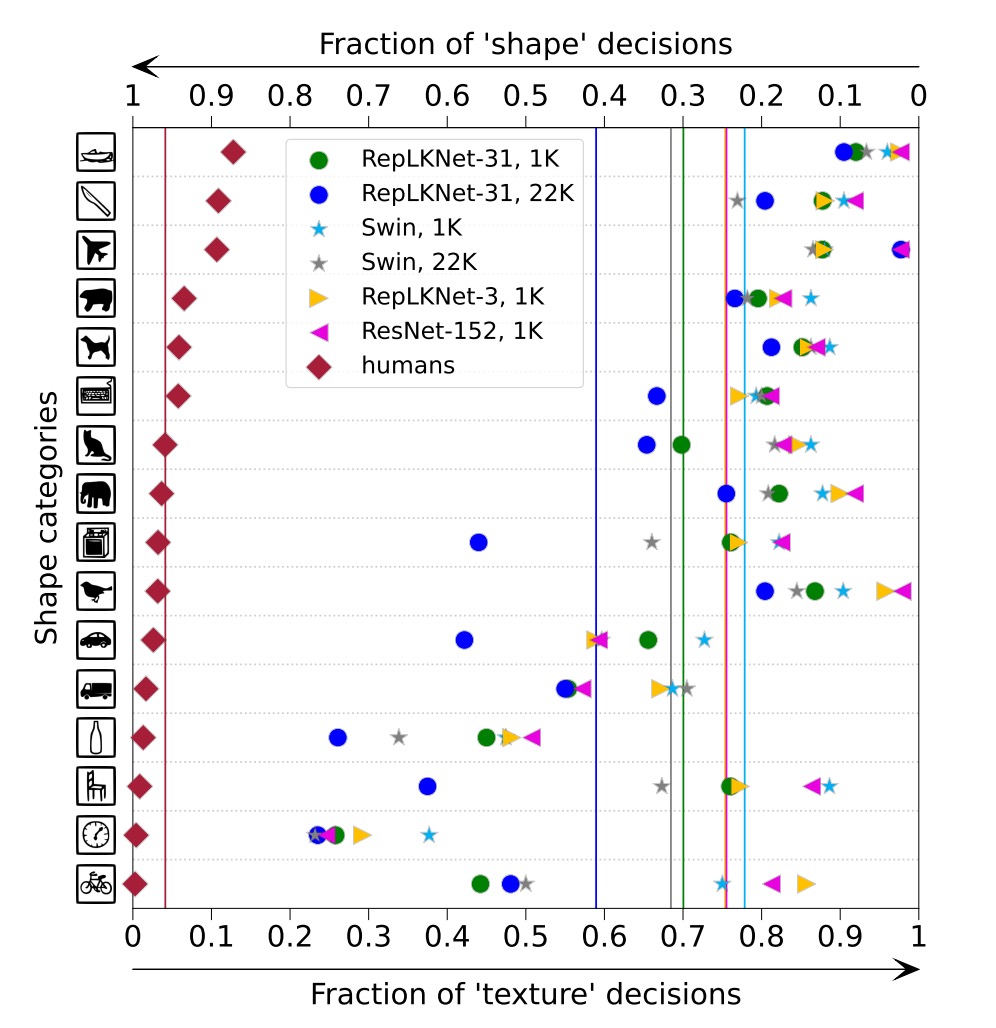 Fraction of 'shape' decisions
1 0.9 0.8 0.7 0.6 0.5 0.4 0.3 0.2 0.1 0
RepLKNet-31, 1K
RepLKNet-31, 22K
Swin, 1K
Swin, 22K
RepLKNet-3, 1K
ResNet-152, 1K
humans
Shape categories
0 0.1 0.2 0.3 0.4 0.5 0.6 0.7 0.8 0.9 1
Fraction of 'texture' decisions